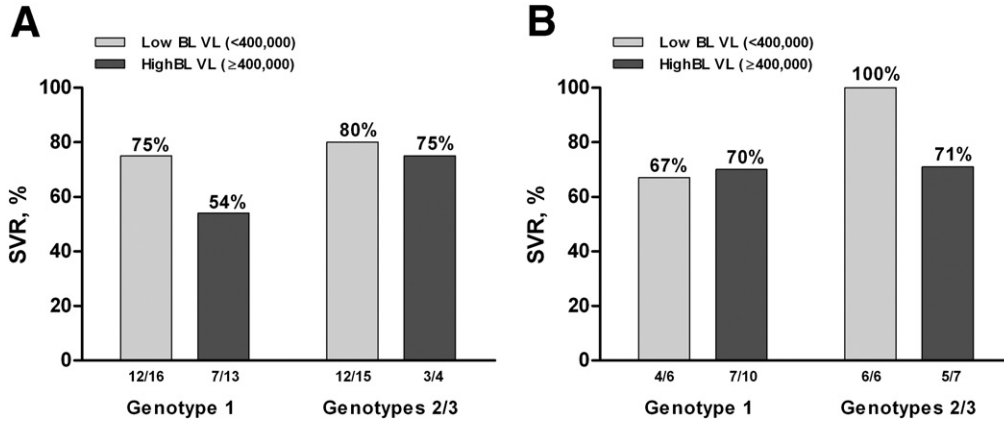 A
Low BL VL (<400,000)
HighBL VL (≥400,000)
SVR, %
100
80
60
40
20
0
75%
54%
80%
75%
12/16
7/13
12/15
3/4
Genotype 1
Genotypes 2/3
B
Low BL VL (<400,000)
HighBL VL (≥400,000)
SVR, %
100
80
60
40
20
0
67%
70%
100%
71%
4/6
7/10
6/6
5/7
Genotype 1
Genotypes 2/3